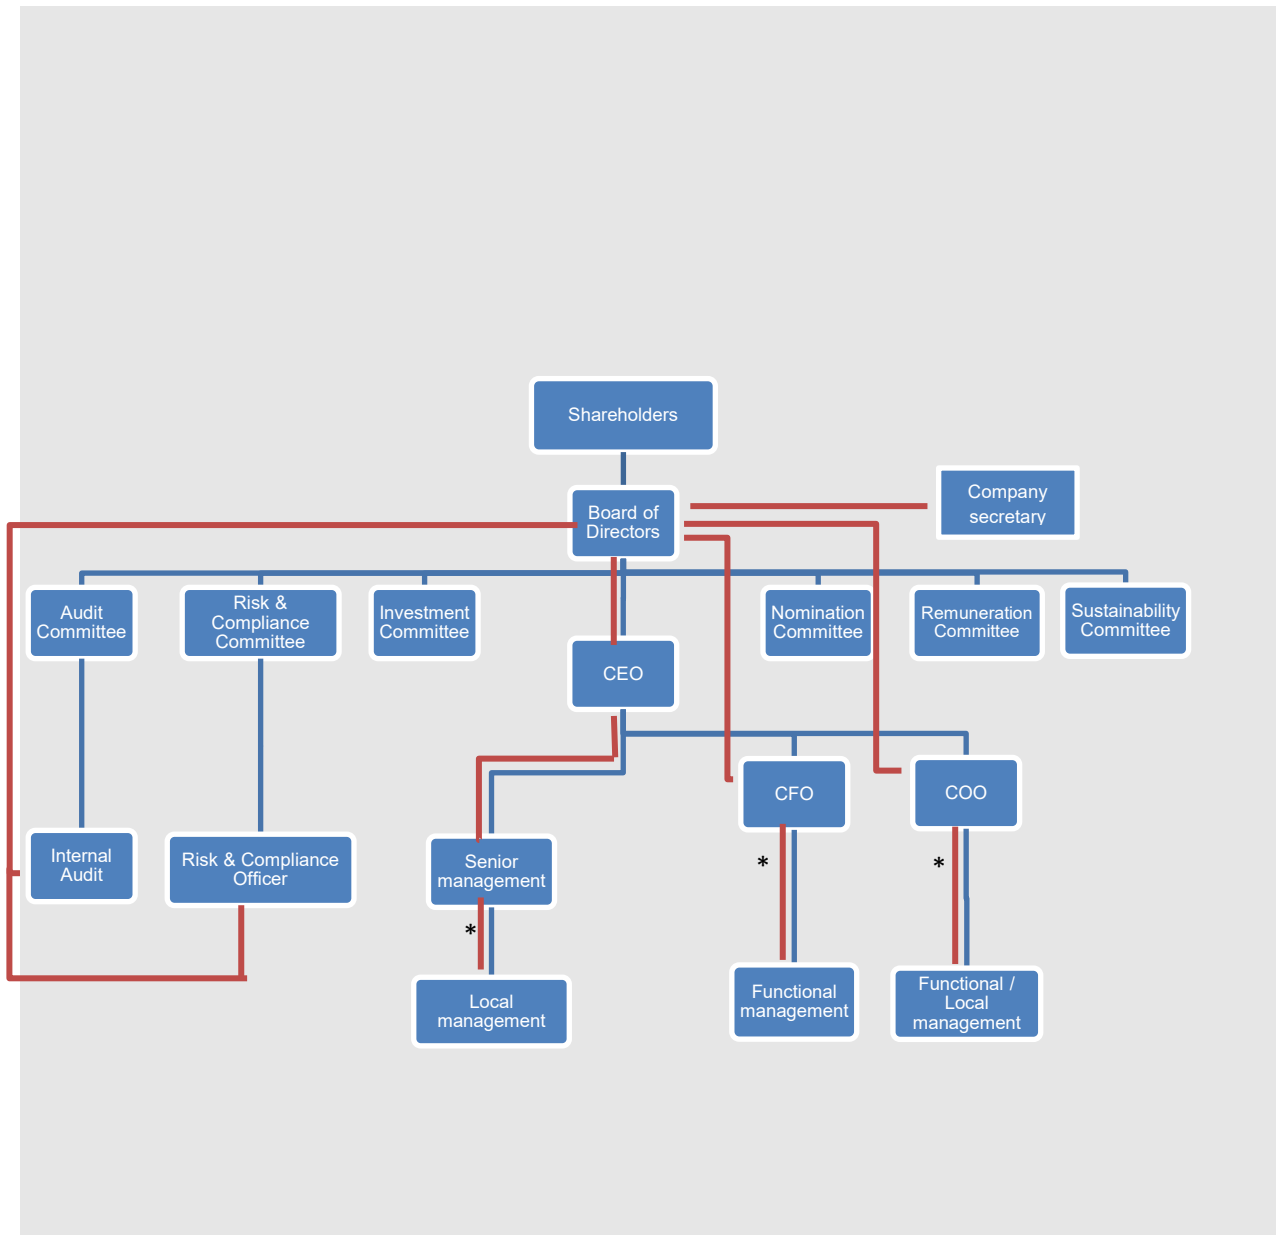 Shareholders
Company
secretary
Board of
Directors
Audit
Committee
Risk &
Compliance
Committee
Investment
Committee
Nomination
Committee
Remuneration
Committee
Sustainability
Committee
CEO
CFO
COO
Internal
Audit
Risk & Compliance
Officer
Senior
management
*
*
*
Local
management
Functional
management
Functional /
Local
management